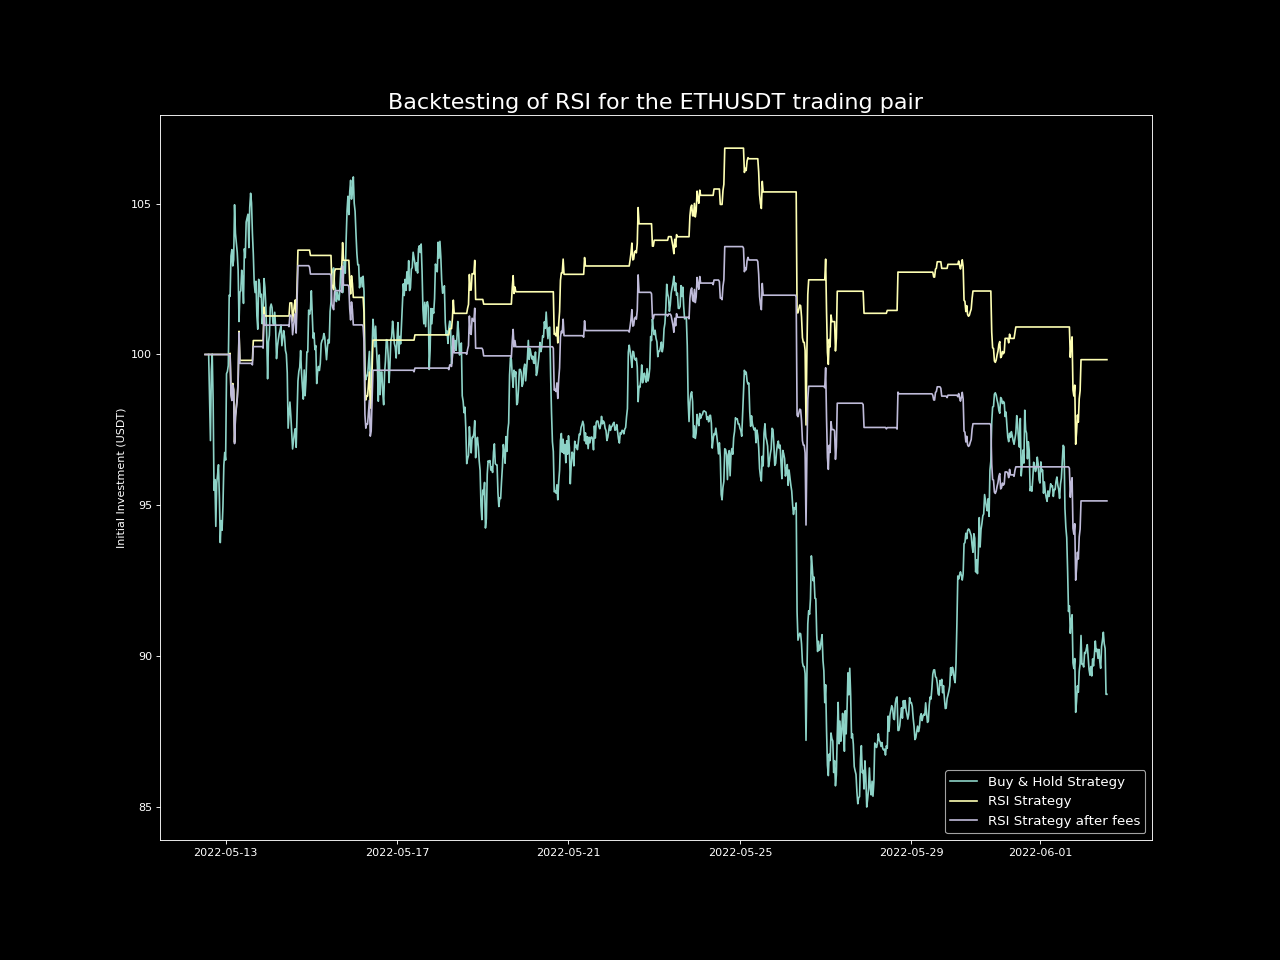 Backtesting of RSI for the ETHUSDT trading pair
Initial Investment (USDT)
105
100
95
90
85
2022-05-13
2022-05-17
2022-05-21
2022-05-25
2022-05-29
2022-06-01
Buy & Hold Strategy
RSI Strategy
RSI Strategy after fees